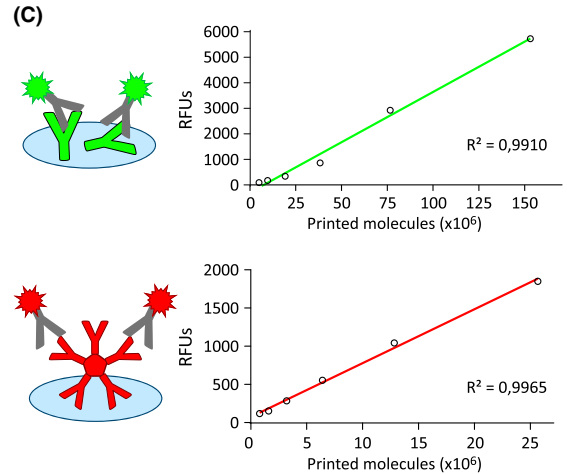 (C)
6000
5000
4000
3000
2000
1000
0
RFUs
R² = 0,9910
0 25 50 75 100 125 150
Printed molecules (x10⁶)
2000
1500
1000
500
0
RFUs
R² = 0,9965
0 5 10 15 20 25
Printed molecules (x10⁶)